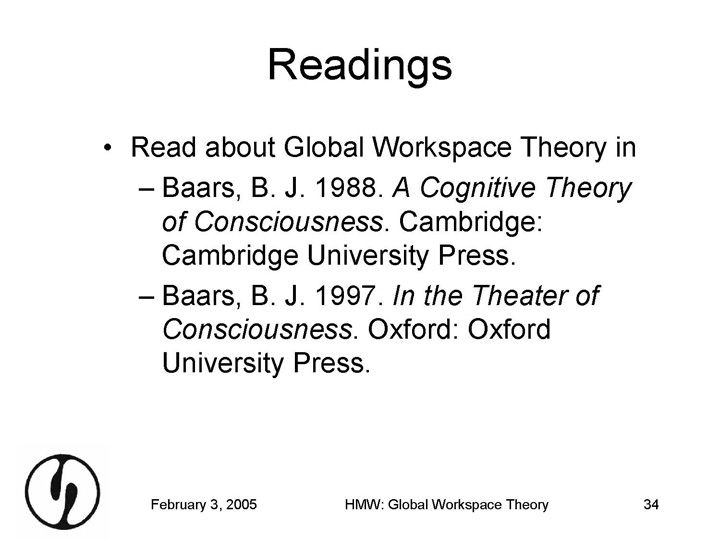 Readings
• Read about Global Workspace Theory in
– Baars, B. J. 1988. A Cognitive Theory
of Consciousness. Cambridge:
Cambridge University Press.
– Baars, B. J. 1997. In the Theater of
Consciousness. Oxford: Oxford
University Press.
February 3, 2005 HMW: Global Workspace Theory 34